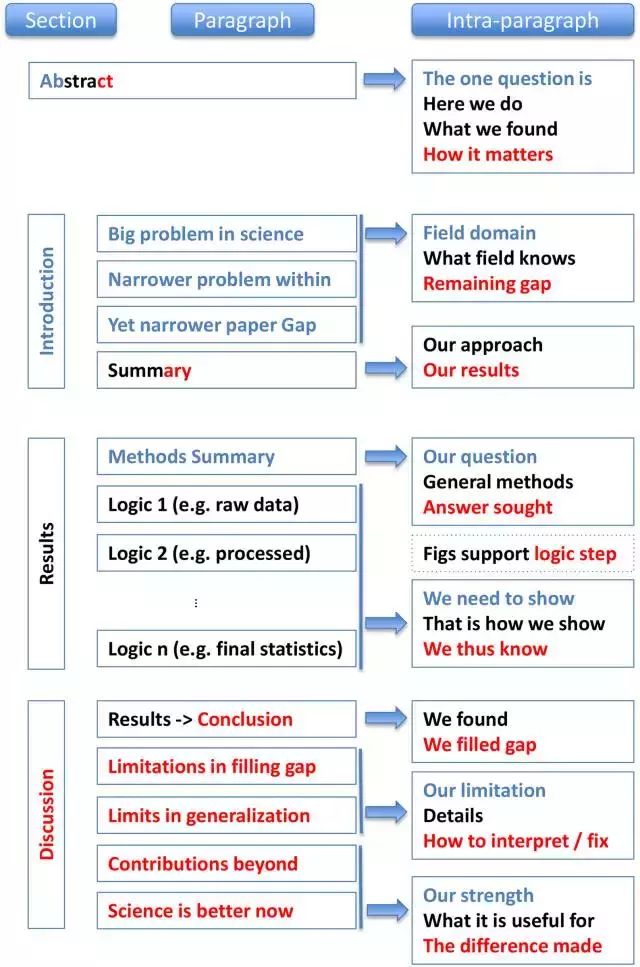 Section Paragraph Intra-paragraph
Abstract
The one question is
Here we do
What we found
How it matters
Introduction
Big problem in science
Narrower problem within
Yet narrower paper Gap
Summary
Field domain
What field knows
Remaining gap
Our approach
Our results
Results
Methods Summary
Logic 1 (e.g. raw data)
Logic 2 (e.g. processed)
...
Logic n (e.g. final statistics)
Our question
General methods
Answer sought
Figs support logic step
We need to show
That is how we show
We thus know
Discussion
Results -> Conclusion
Limitations in filling gap
Limits in generalization
Contributions beyond
Science is better now
We found
We filled gap
Our limitation
Details
How to interpret / fix
Our strength
What it is useful for
The difference made